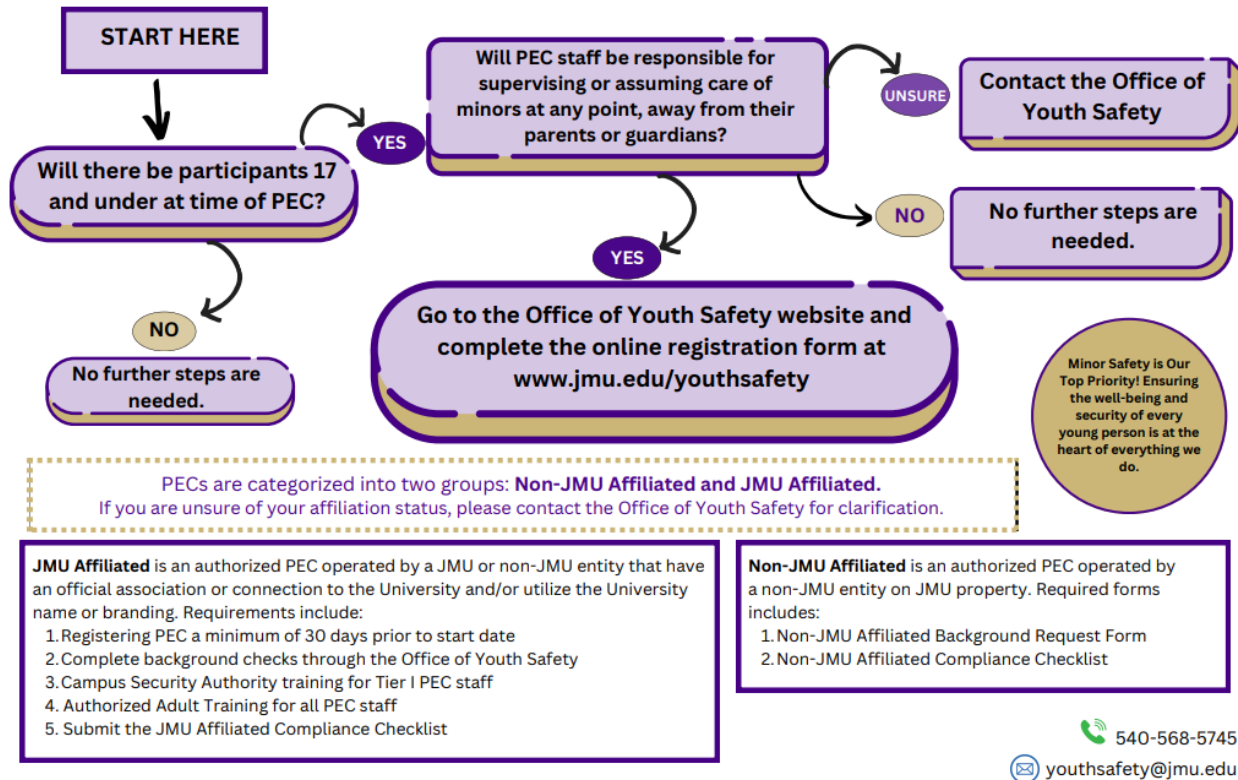 START HERE
Will there be participants 17
and under at time of PEC?
NO
No further steps are
needed.
YES
Will PEC staff be responsible for
supervising or assuming care of
minors at any point, away from their
parents or guardians?
UNSURE
Contact the Office of
Youth Safety
NO
No further steps are
needed.
YES
Go to the Office of Youth Safety website and
complete the online registration form at
www.jmu.edu/youthsafety
Minor Safety is Our
Top Priority! Ensuring
the well-being and
security of every
young person is at the
heart of everything we
do.
PECs are categorized into two groups: Non-JMU Affiliated and JMU Affiliated.
If you are unsure of your affiliation status, please contact the Office of Youth Safety for clarification.
JMU Affiliated is an authorized PEC operated by a JMU or non-JMU entity that have
an official association or connection to the University and/or utilize the University
name or branding. Requirements include:
1. Registering PEC a minimum of 30 days prior to start date
2. Complete background checks through the Office of Youth Safety
3. Campus Security Authority training for Tier I PEC staff
4. Authorized Adult Training for all PEC staff
5. Submit the JMU Affiliated Compliance Checklist
Non-JMU Affiliated is an authorized PEC operated by
a non-JMU entity on JMU property. Required forms
includes:
1. Non-JMU Affiliated Background Request Form
2. Non-JMU Affiliated Compliance Checklist
540-568-5745
youthsafety@jmu.edu